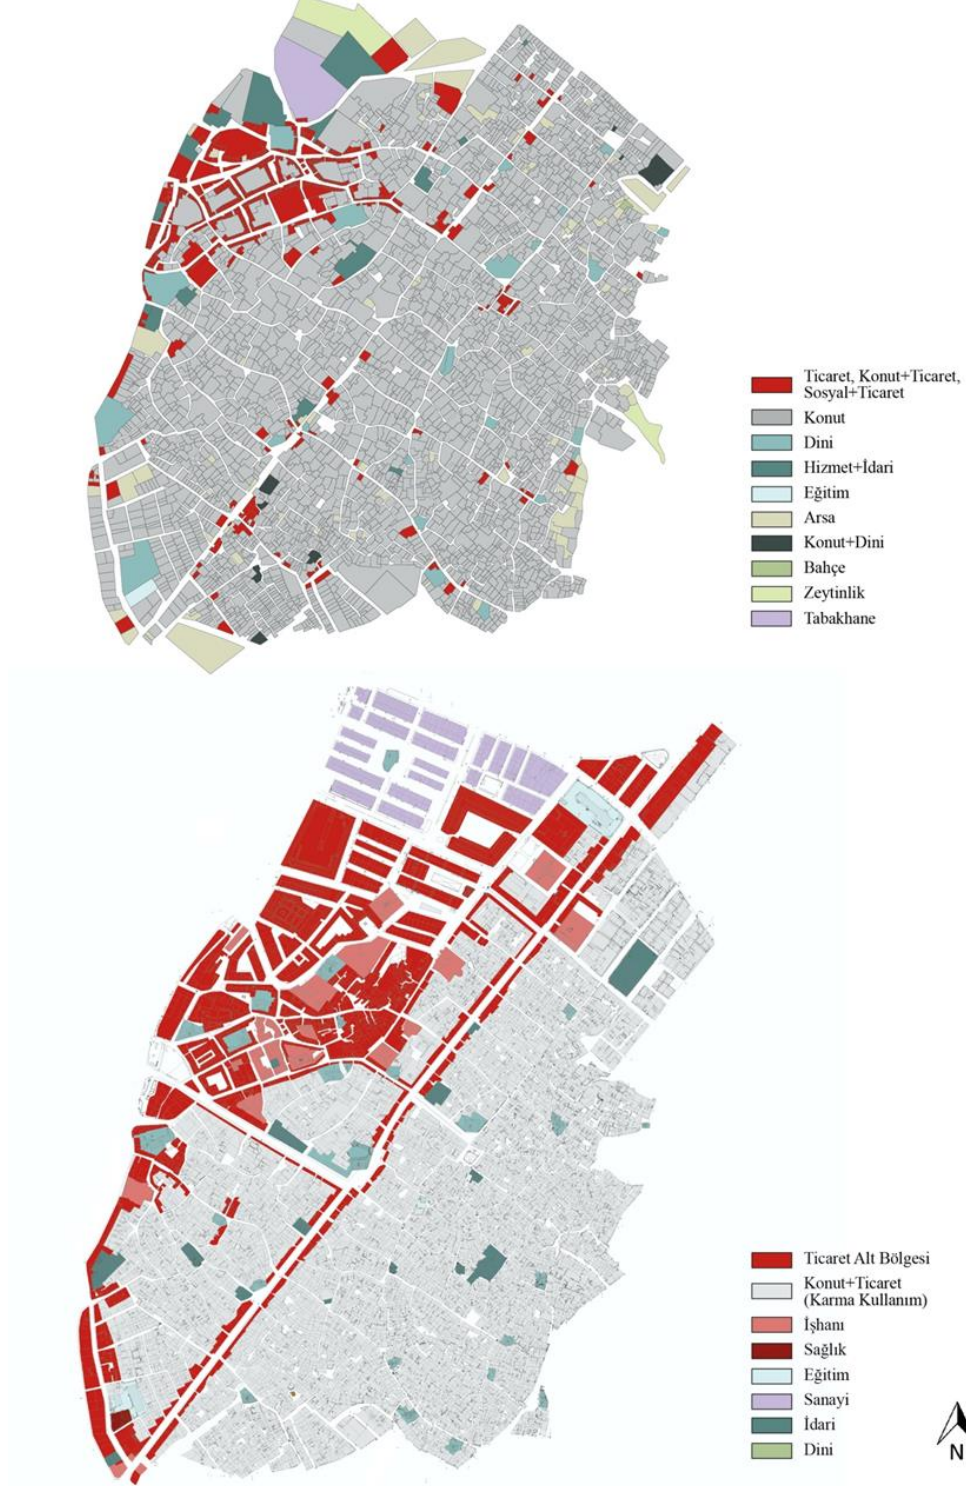 Ticaret, Konut+Ticaret,
Sosyal+Ticaret
Konut
Dini
Hizmet+İdari
Eğitim
Arsa
Konut+Dini
Bahçe
Zeytinlik
Tabakhane
Ticaret Alt Bölgesi
Konut+Ticaret
(Karma Kullanım)
İşhanı
Sağlık
Eğitim
Sanayi
İdari
Dini
N